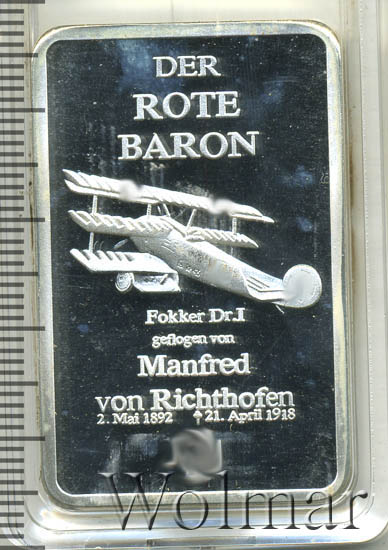 DER
ROTE
BARON
Fokker Dr.I
geflogen von
Manfred
von Richthofen
2. Mai 1892 ✝ 21. April 1918
Wolmar